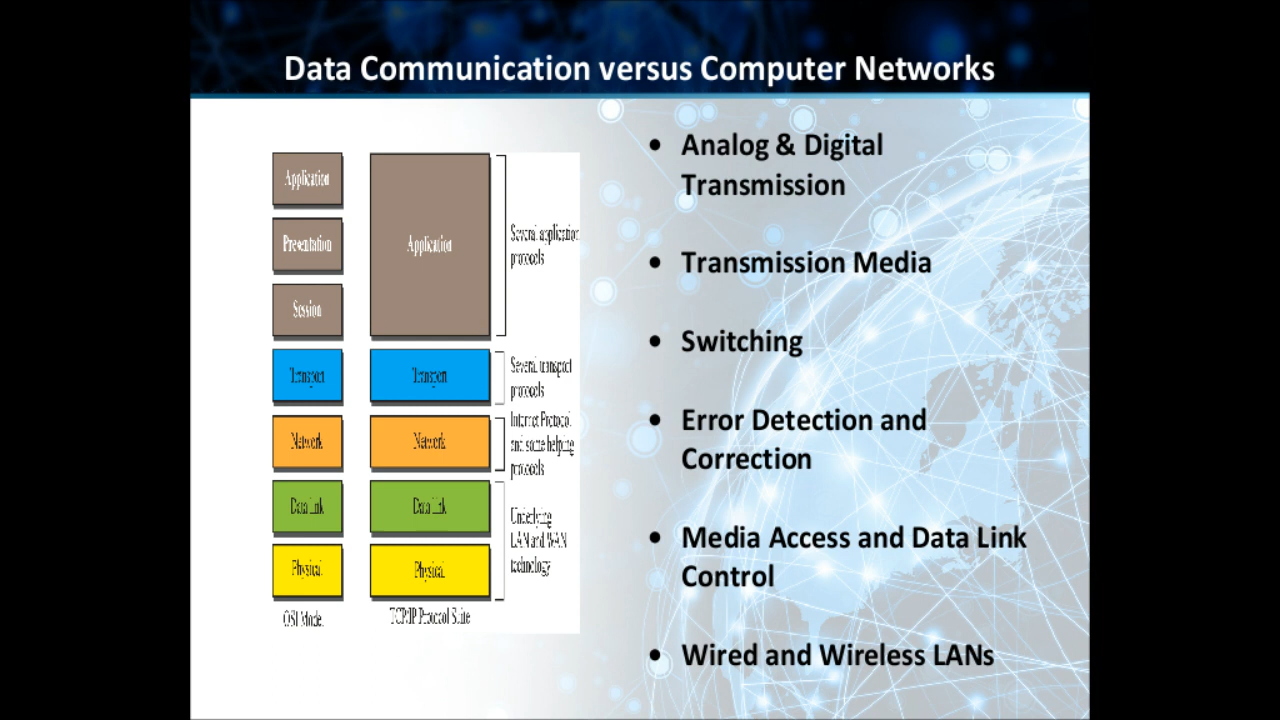 Data Communication versus Computer Networks
Application
Presentation
Session
Transport
Network
Data Link
Physical
OSI Model
Application
Transport
Network
Data Link
Physical
TCP/IP Protocol Suite
Several application
protocols
Several transport
protocols
Internet Protocol
and some helping
protocols
Underlying
LAN and WAN
technology
• Analog & Digital
Transmission
• Transmission Media
• Switching
• Error Detection and
Correction
• Media Access and Data Link
Control
• Wired and Wireless LANs